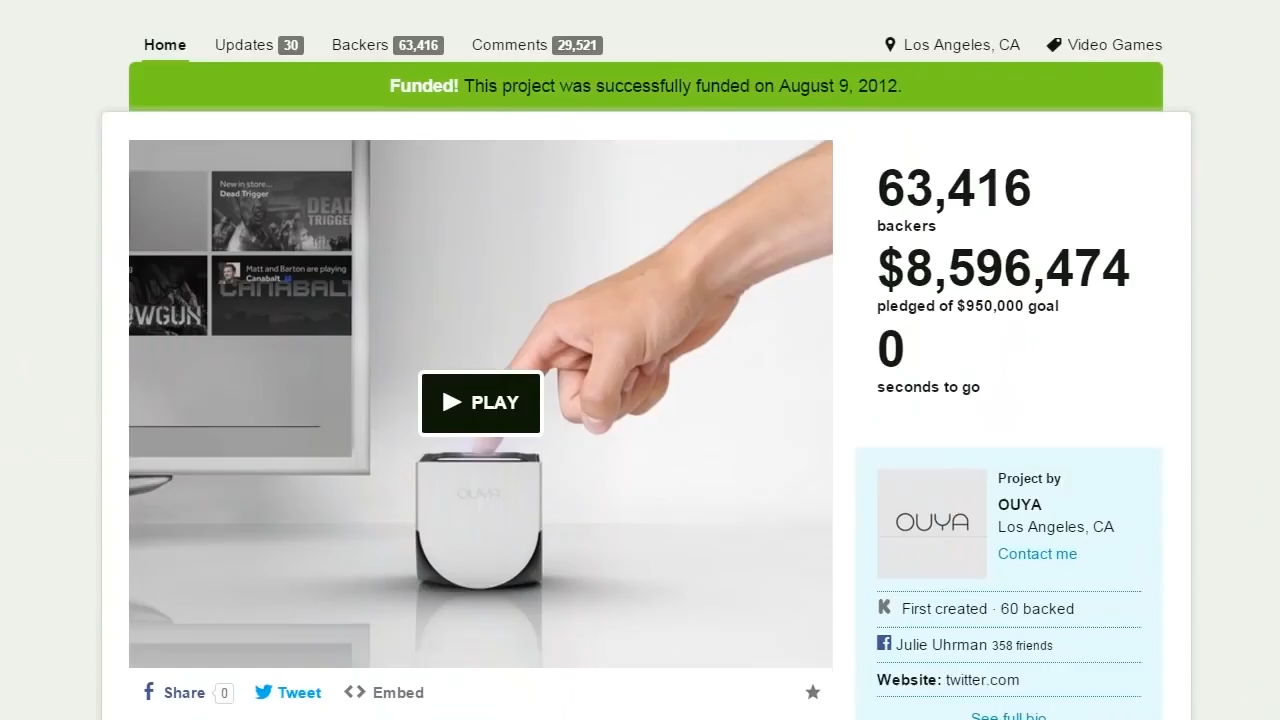 Home Updates 30 Backers 63,416 Comments 29,521 Los Angeles, CA Video Games
Funded! This project was successfully funded on August 9, 2012.
New in store...
Dead Trigger
DEAD
TRIGGE
Matt and Barton are playing
Canabalt
CANABALT
WGUN
PLAY
OUYA
63,416
backers
$8,596,474
pledged of $950,000 goal
0
seconds to go
OUYA
Project by
OUYA
Los Angeles, CA
Contact me
First created · 60 backed
Julie Uhrman 358 friends
Website: twitter.com
See full bio
Share 0 Tweet Embed